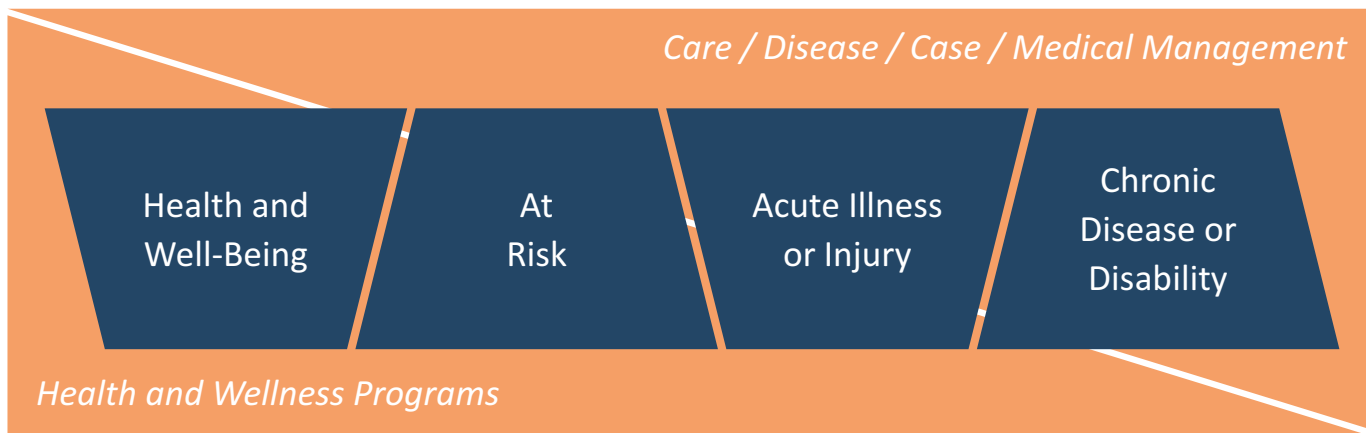 Care / Disease / Case / Medical Management
Health and
Well-Being
At
Risk
Acute Illness
or Injury
Chronic
Disease or
Disability
Health and Wellness Programs